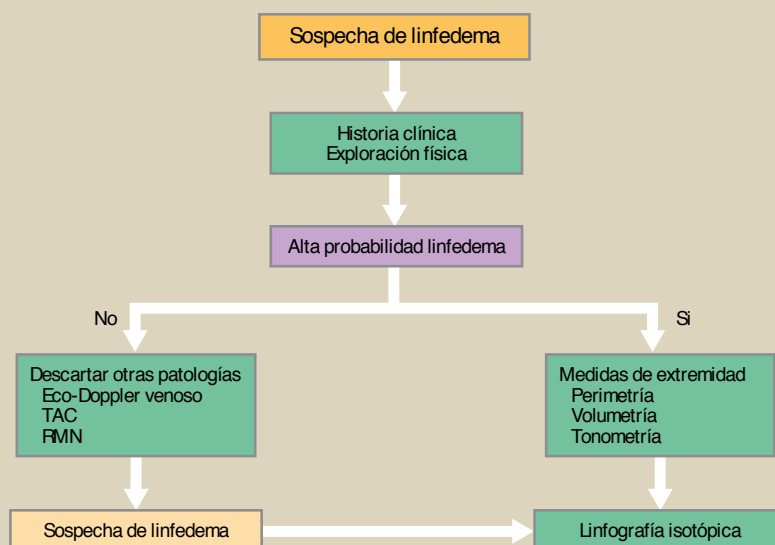 Sospecha de linfedema
Historia clínica
Exploración física
Alta probabilidad linfedema
No
Si
Descartar otras patologías
Eco-Doppler venoso
TAC
RMN
Medidas de extremidad
Perimetría
Volumetría
Tonometría
Sospecha de linfedema
Linfografía isotópica